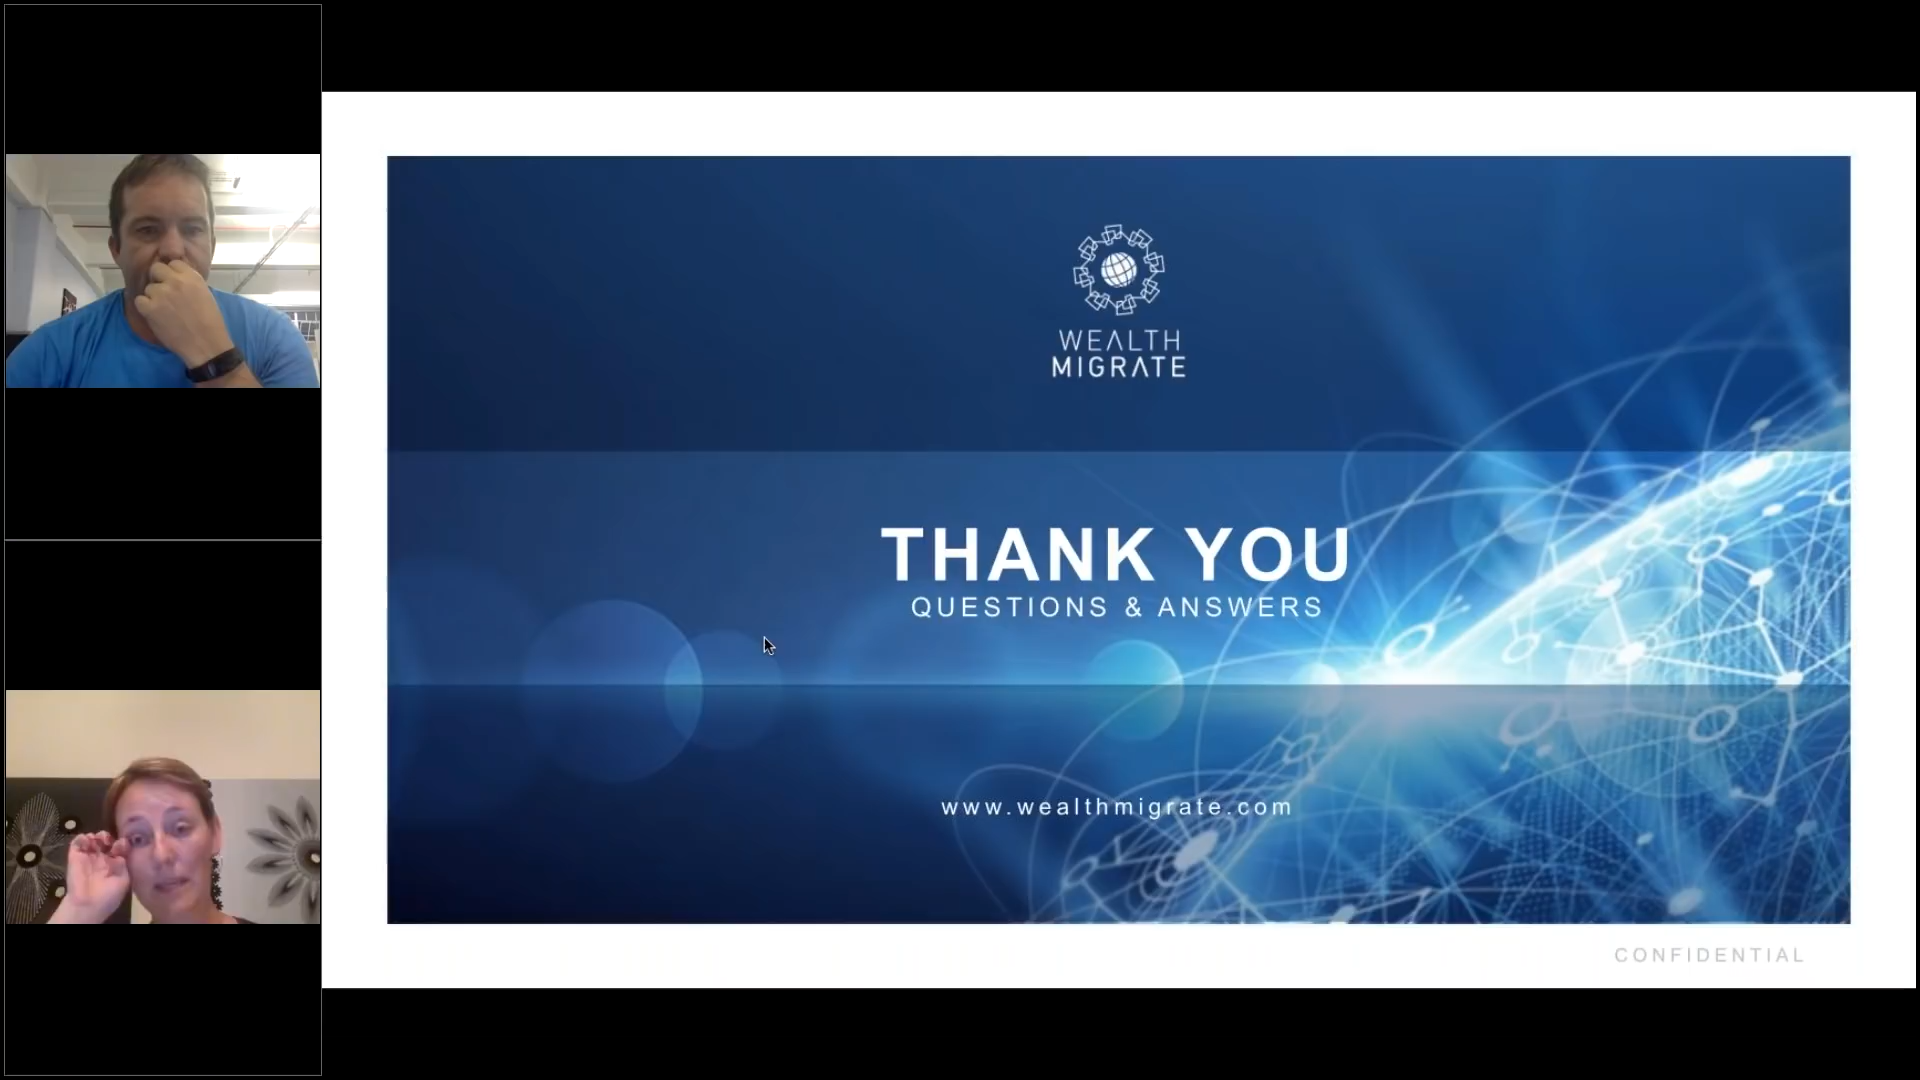 WEALTH
MIGRATE
THANK YOU
QUESTIONS & ANSWERS
www.wealthmigrate.com
CONFIDENTIAL